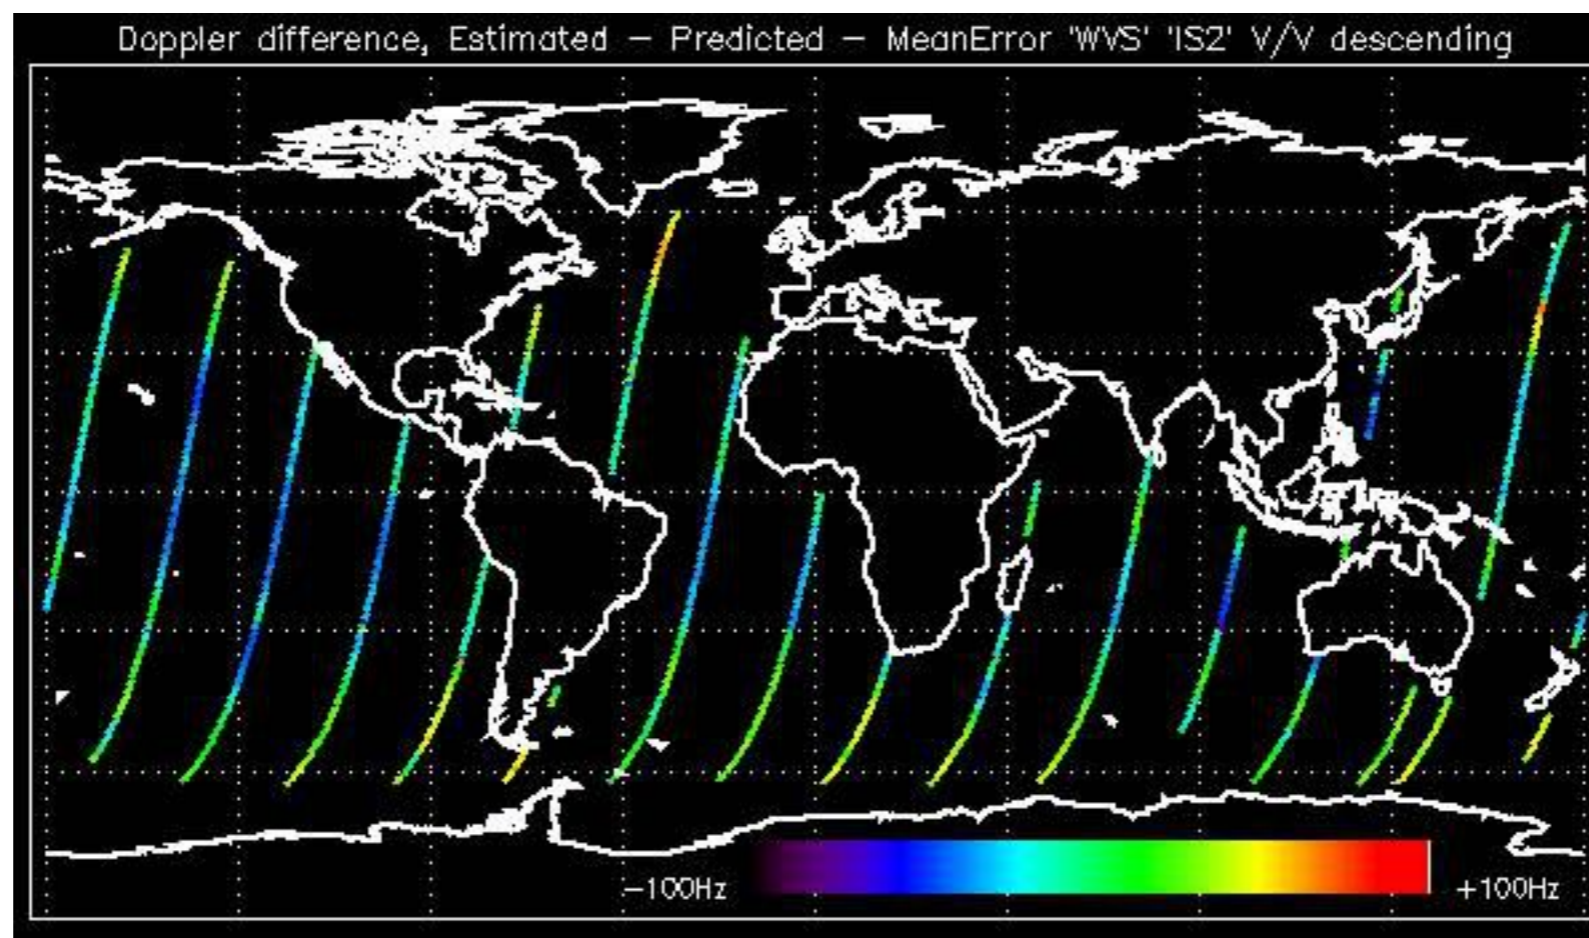 Doppler difference, Estimated - Predicted - MeanError 'WVS' 'IS2' V/V descending
-100Hz +100Hz